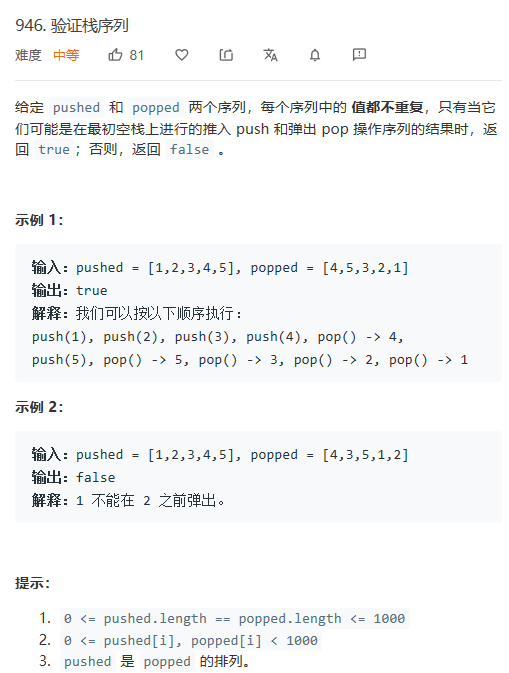 946. 验证栈序列
难度 中等 81
给定 pushed 和 popped 两个序列，每个序列中的 值都不重复，只有当它
们可能是在最初空栈上进行的推入 push 和弹出 pop 操作序列的结果时，返
回 true；否则，返回 false 。
示例 1：
输入：pushed = [1,2,3,4,5], popped = [4,5,3,2,1]
输出：true
解释：我们可以按以下顺序执行：
push(1), push(2), push(3), push(4), pop() -> 4,
push(5), pop() -> 5, pop() -> 3, pop() -> 2, pop() -> 1
示例 2：
输入：pushed = [1,2,3,4,5], popped = [4,3,5,1,2]
输出：false
解释：1 不能在 2 之前弹出。
提示：
1. 0 <= pushed.length == popped.length <= 1000
2. 0 <= pushed[i], popped[i] < 1000
3. pushed 是 popped 的排列。